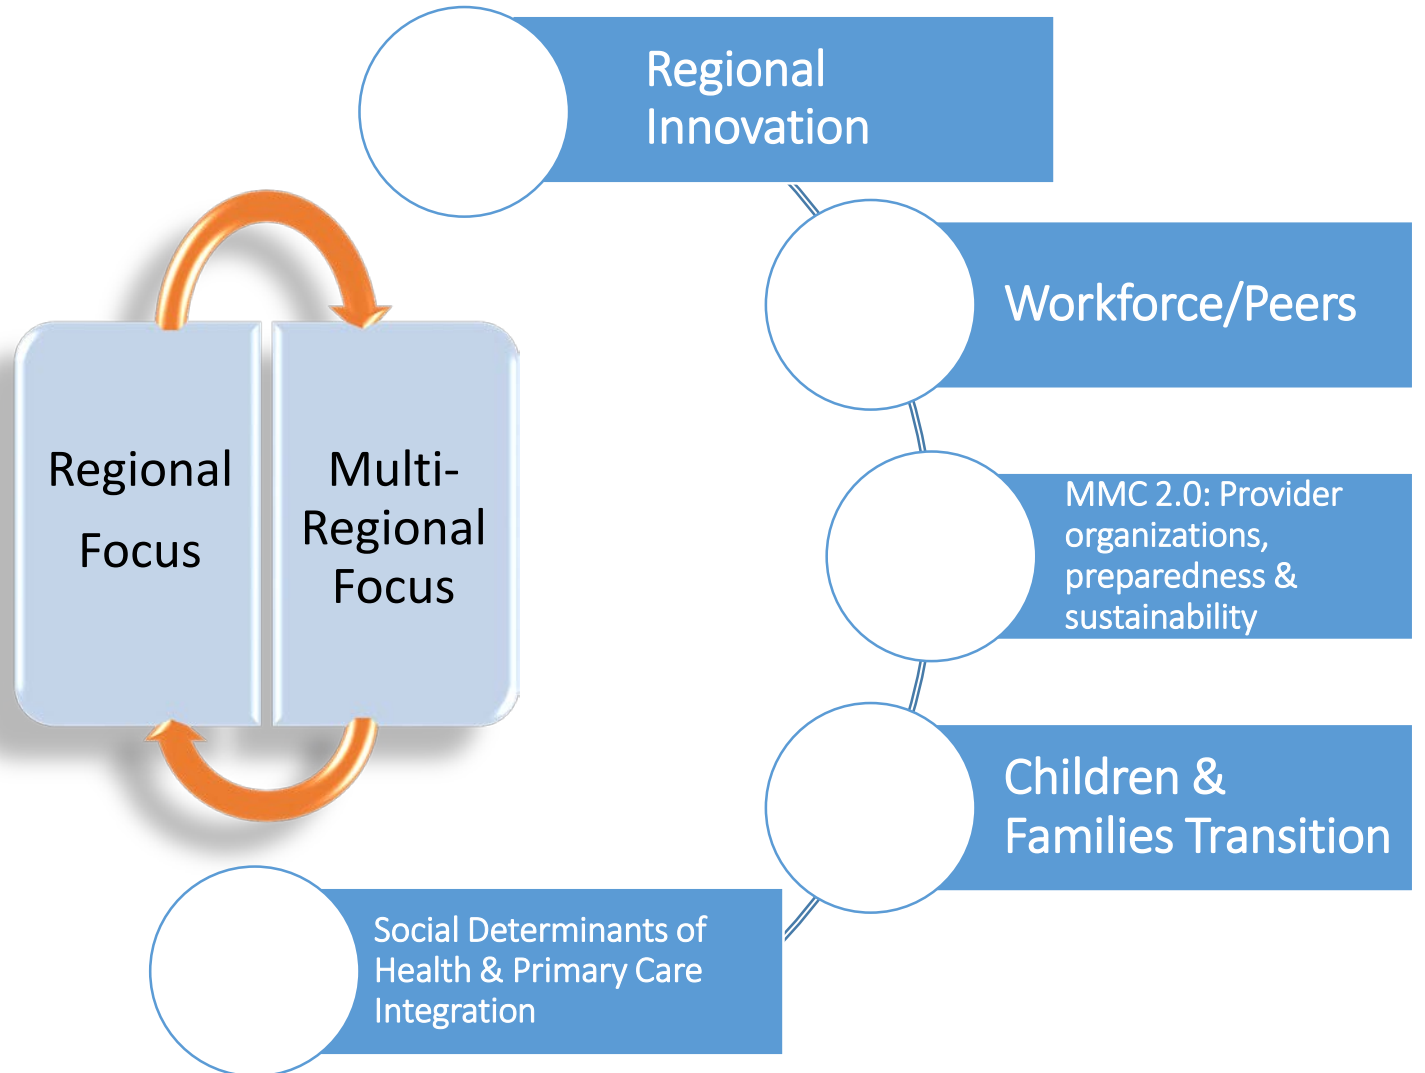 Regional
Innovation
Workforce/Peers
Regional
Focus
Multi-
Regional
Focus
MMC 2.0: Provider
organizations,
preparedness &
sustainability
Children &
Families Transition
Social Determinants of
Health & Primary Care
Integration